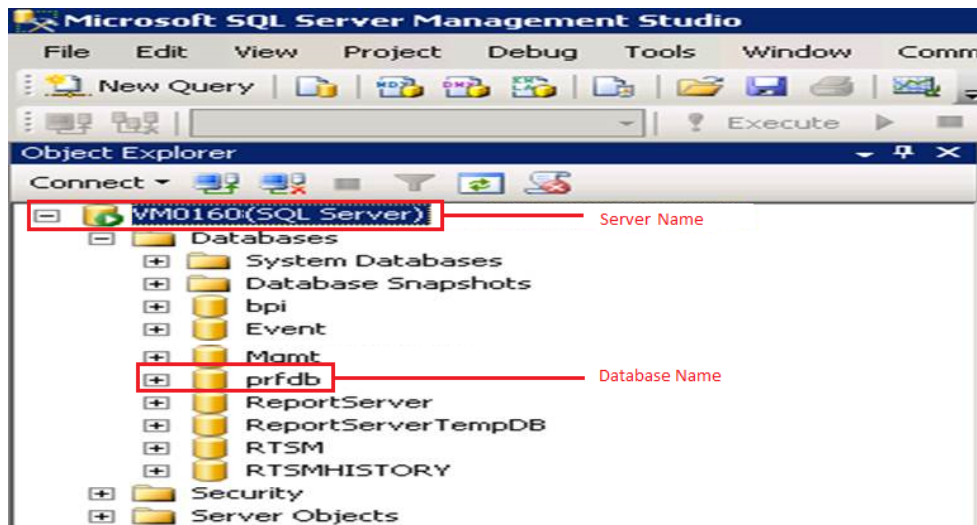 Microsoft SQL Server Management Studio
File Edit View Project Debug Tools Window Comm
New Query
Execute
Object Explorer
Connect
VM0160(SQL Server)
Server Name
Databases
System Databases
Database Snapshots
bpi
Event
Mgmt
prfdb
Database Name
ReportServer
ReportServerTempDB
RTSM
RTSMHISTORY
Security
Server Objects